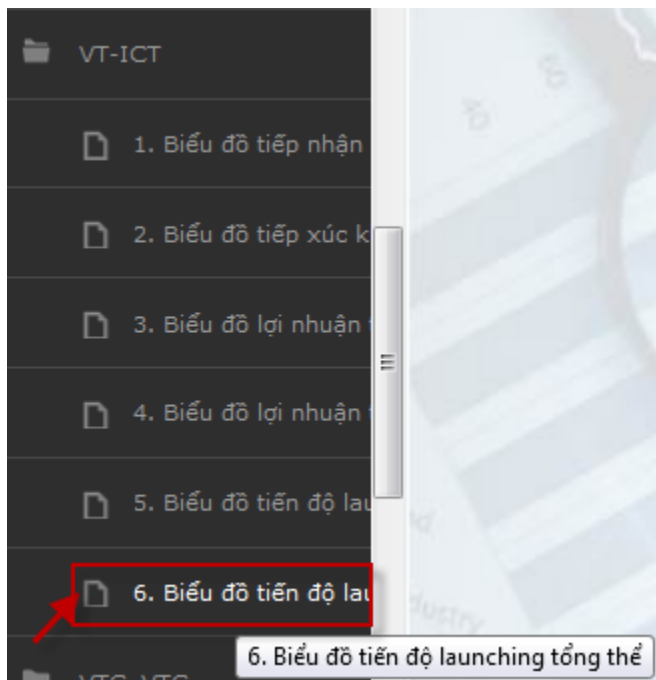 VT-ICT
1. Biểu đồ tiếp nhận
2. Biểu đồ tiếp xúc k
3. Biểu đồ lợi nhuận t
4. Biểu đồ lợi nhuận t
5. Biểu đồ tiến độ lau
6. Biểu đồ tiến độ lau
6. Biểu đồ tiến độ launching tổng thể